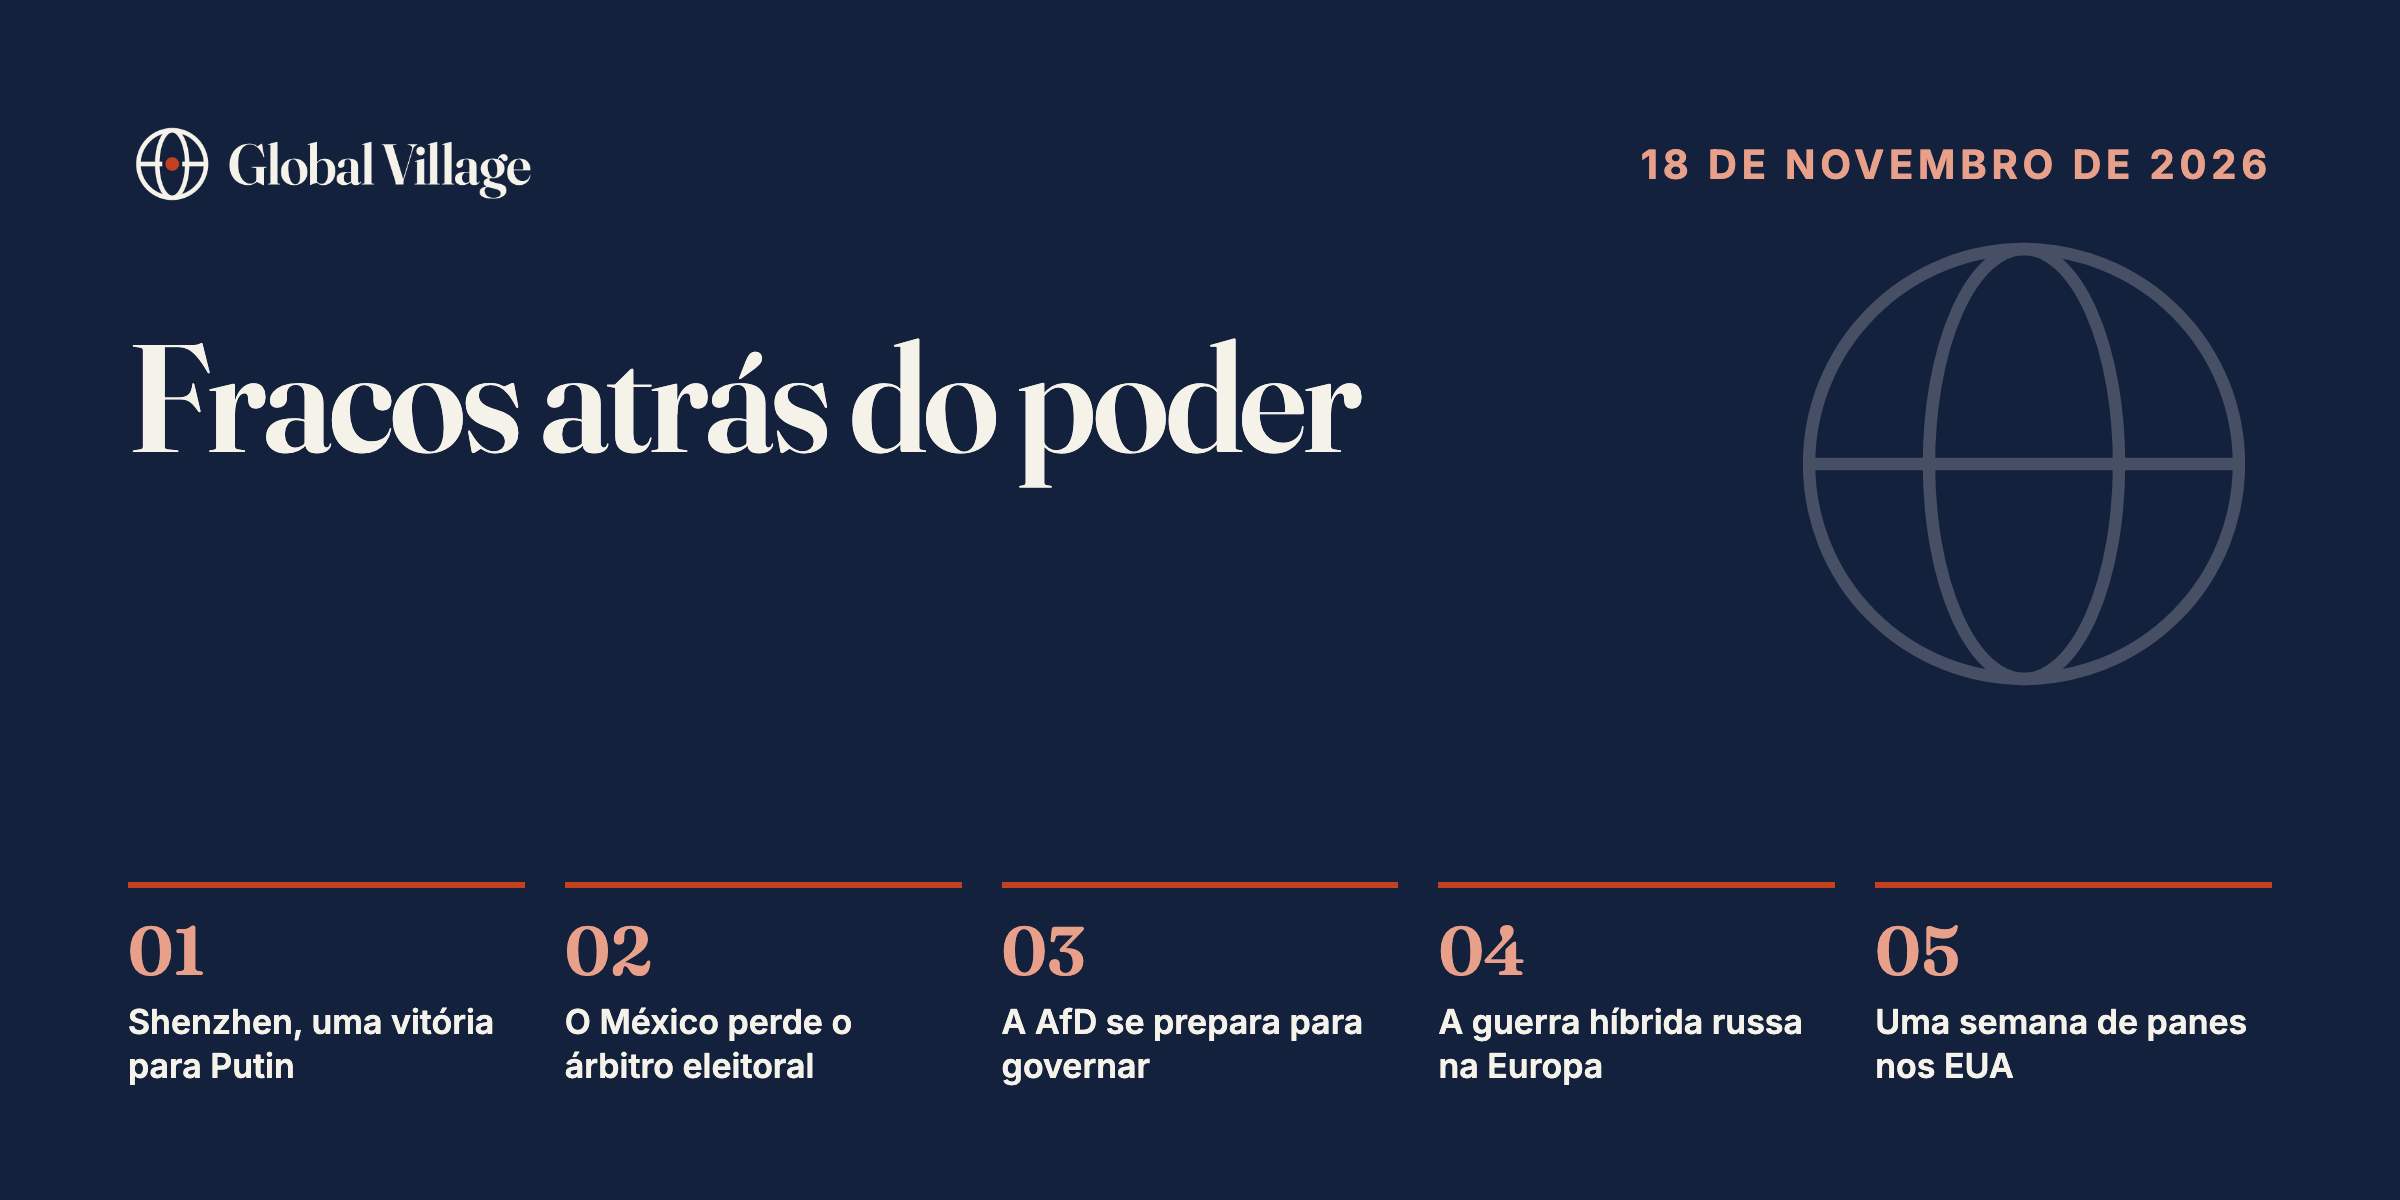 Global Village
18 DE NOVEMBRO DE 2026
Fracos atrás do poder
01
Shenzhen, uma vitória
para Putin
02
O México perde o
árbitro eleitoral
03
A AfD se prepara para
governar
04
A guerra híbrida russa
na Europa
05
Uma semana de panes
nos EUA